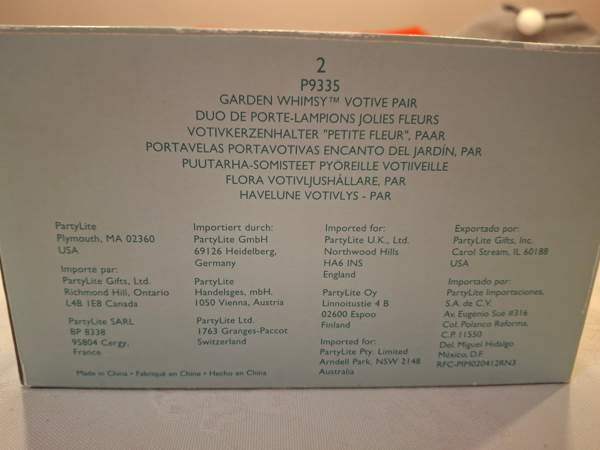 2
P9335
GARDEN WHIMSY™ VOTIVE PAIR
DUO DE PORTE-LAMPIONS JOLIES FLEURS
VOTIVKERZENHALTER "PETITE FLEUR", PAAR
PORTAVELAS PORTAVOTIVAS ENCANTO DEL JARDÍN, PAR
PUUTARHA-SOMISTEET PYÖREILLE VOTIIVEILLE
FLORA VOTIVLJUSHÅLLARE, PAR
HAVELUNE VOTIVLYS - PAR
PartyLite
Plymouth, MA 02360
USA
Importé par:
PartyLite Gifts, Ltd.
Richmond Hill, Ontario
L4B 1E8 Canada
PartyLite SARL
BP 8338
95804 Cergy,
France
Importiert durch:
PartyLite GmbH
69126 Heidelberg,
Germany
PartyLite
Handelsges, mbH.
1050 Vienna, Austria
PartyLite Ltd.
1763 Granges-Paccot
Switzerland
Imported for:
PartyLite U.K., Ltd.
Northwood Hills
HA6 INS
England
PartyLite Oy
Linnoitustie 4 B
02600 Espoo
Finland
Imported for:
PartyLite Pty. Limited
Arndell Park, NSW 2148
Australia
Exportado por:
PartyLite Gifts, Inc.
Carol Stream, IL 60188
USA
Importado por:
PartyLite Importaciones,
S.A. de C.V.
Av. Eugenio Sue #316
Col. Polanco Reforma,
C.P. 11550
Del. Miguel Hidalgo
México, D.F.
RFC-PIM020412RN3
Made in China • Fabriqué en China • Hecho en China